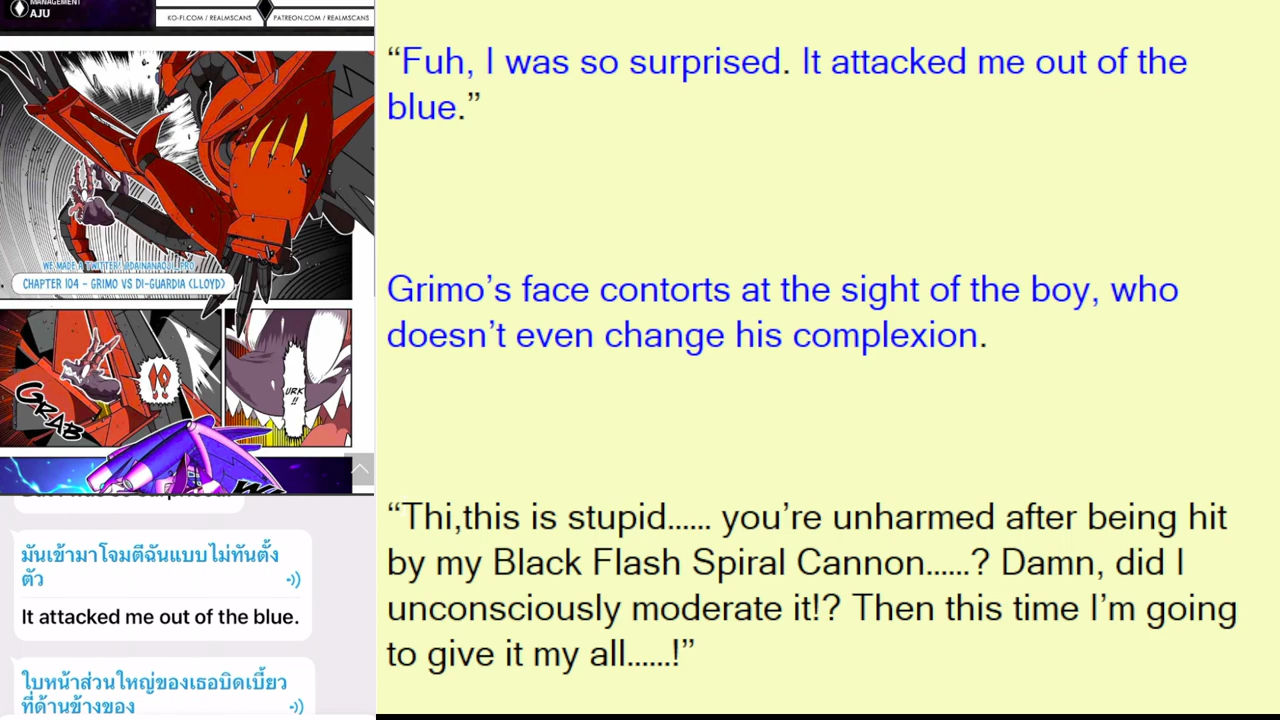 MANAGEMENT
AJU
KO-FI.COM / REALMSCANS
PATREON.COM / REALMSCANS
WE MADE A TWITTER! @DAINANAOJI_PRO
CHAPTER 104 - GRIMO VS DI-GUARDIA (LLOYD)
!?
GRAB
URK
!!
มันเข้ามาโจมตีฉันแบบไม่ทันตั้ง
ตัว
It attacked me out of the blue.
ใบหน้าส่วนใหญ่ของเธอบิดเบี้ยว
ที่ด้านข้างของ
“Fuh, I was so surprised. It attacked me out of the
blue.”
Grimo’s face contorts at the sight of the boy, who
doesn’t even change his complexion.
“Thi,this is stupid...... you’re unharmed after being hit
by my Black Flash Spiral Cannon......? Damn, did I
unconsciously moderate it!? Then this time I’m going
to give it my all......!”